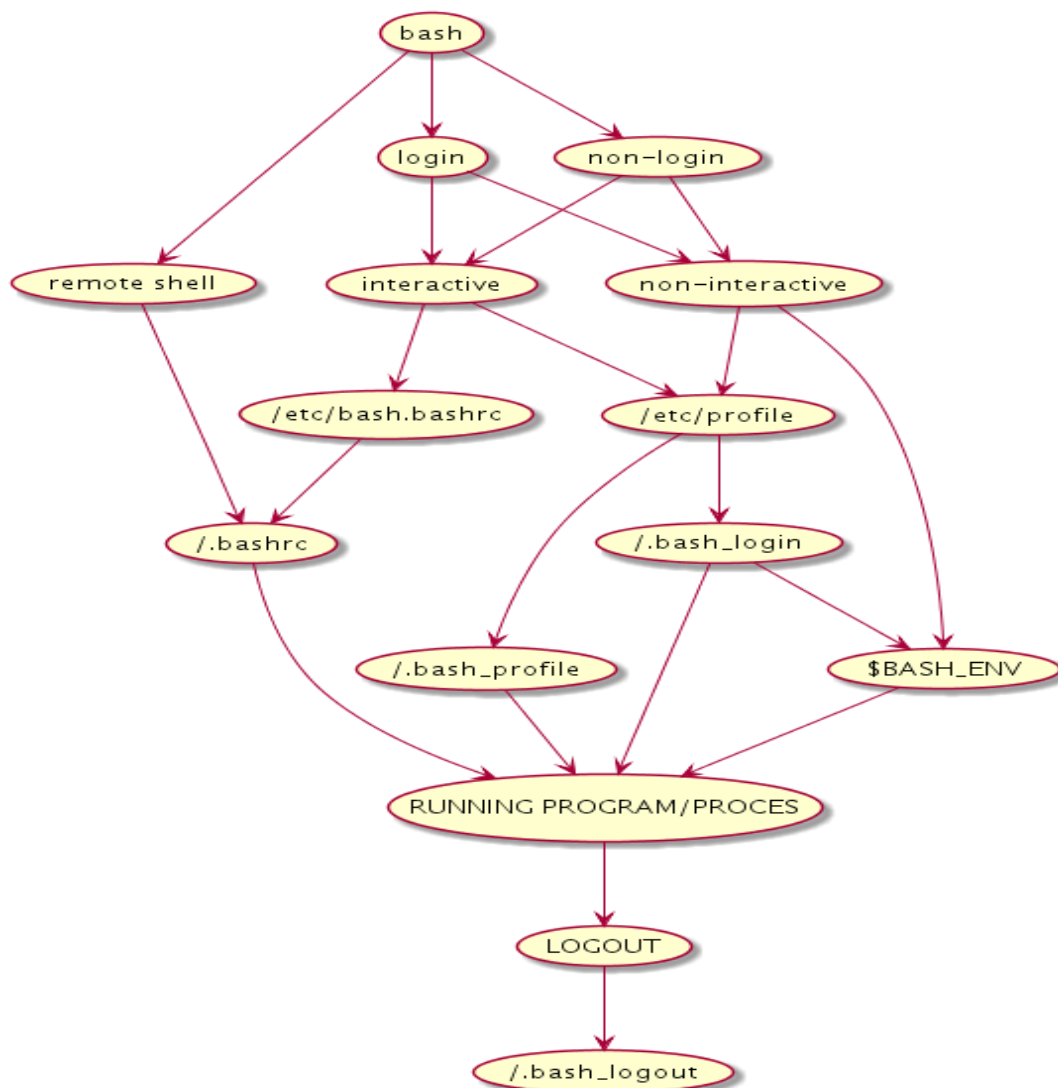 bash
login
non-login
remote shell
interactive
non-interactive
/etc/bash.bashrc
/etc/profile
/.bashrc
/.bash_login
/.bash_profile
$BASH_ENV
RUNNING PROGRAM/PROCES
LOGOUT
/.bash_logout